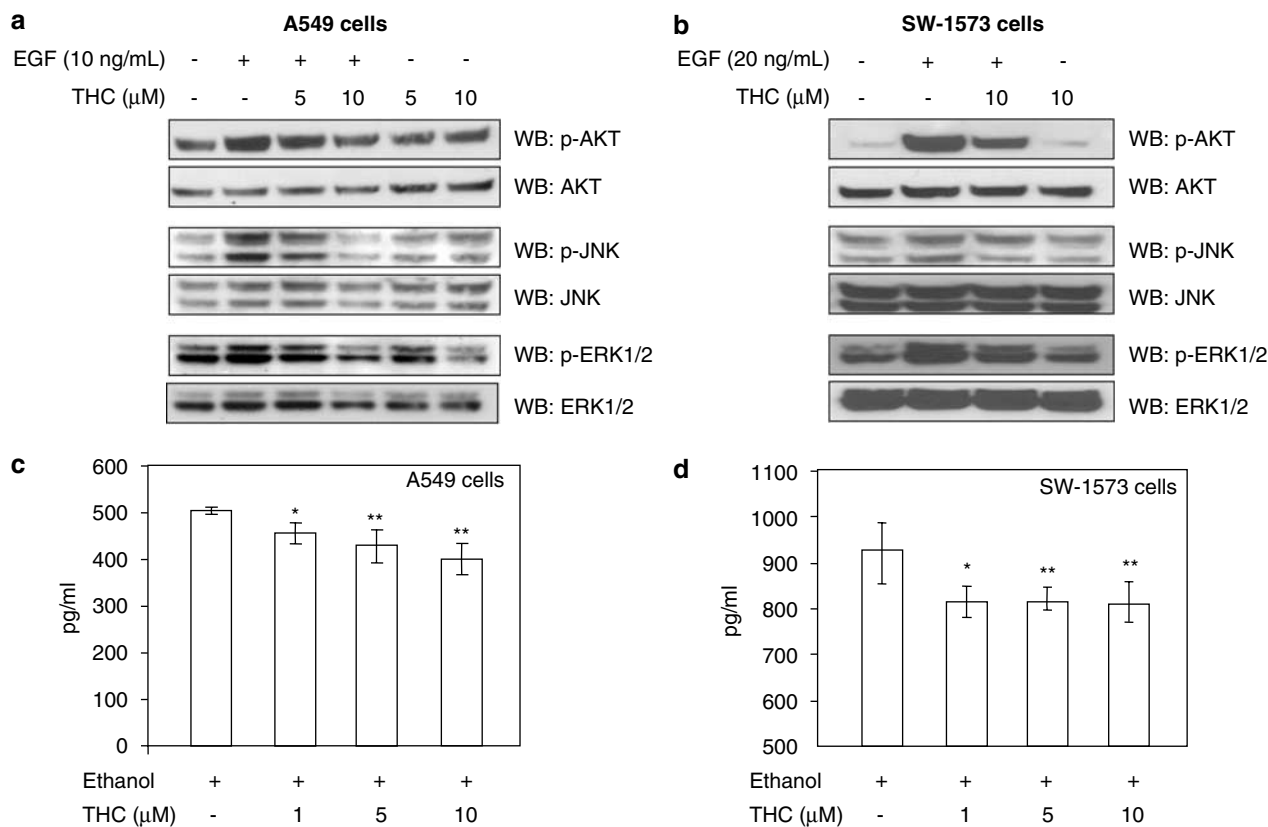 a
A549 cells
EGF (10 ng/mL) - + + + - -
THC (μM) - - 5 10 5 10
WB: p-AKT
WB: AKT
WB: p-JNK
WB: JNK
WB: p-ERK1/2
WB: ERK1/2
b
SW-1573 cells
EGF (20 ng/mL) - + + -
THC (μM) - - 10 10
WB: p-AKT
WB: AKT
WB: p-JNK
WB: JNK
WB: p-ERK1/2
WB: ERK1/2
c
A549 cells
pg/ml
600
500
400
300
200
100
0
* ** **
Ethanol + + + +
THC (μM) - 1 5 10
d
SW-1573 cells
pg/ml
1100
1000
900
800
700
600
500
* ** **
Ethanol + + + +
THC (μM) - 1 5 10